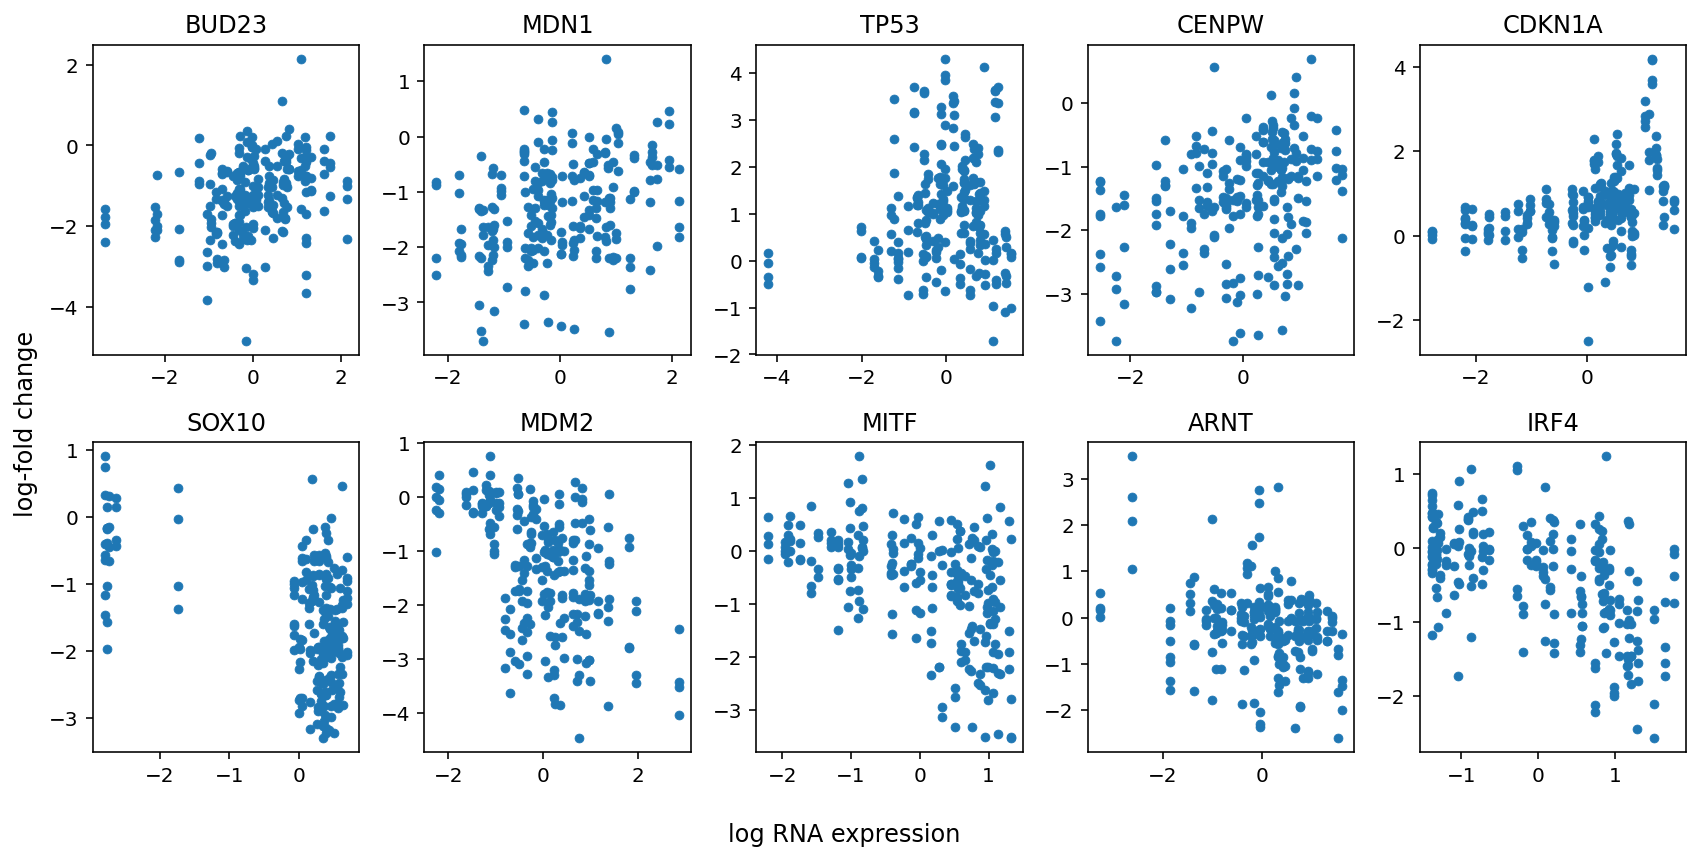 BUD23 MDN1 TP53 CENPW CDKN1A
2 0 −2 −4
−2 0 2
1 0 −1 −2 −3
−2 0 2
4 3 2 1 0 −1 −2
−4 −2 0
0 −1 −2 −3
−2 0
4 2 0 −2
−2 0
log-fold change
SOX10 MDM2 MITF ARNT IRF4
1 0 −1 −2 −3
−2 −1 0
1 0 −1 −2 −3 −4
−2 0 2
2 1 0 −1 −2 −3
−2 −1 0 1
3 2 1 0 −1 −2
−2 0
1 0 −1 −2
−1 0 1
log RNA expression